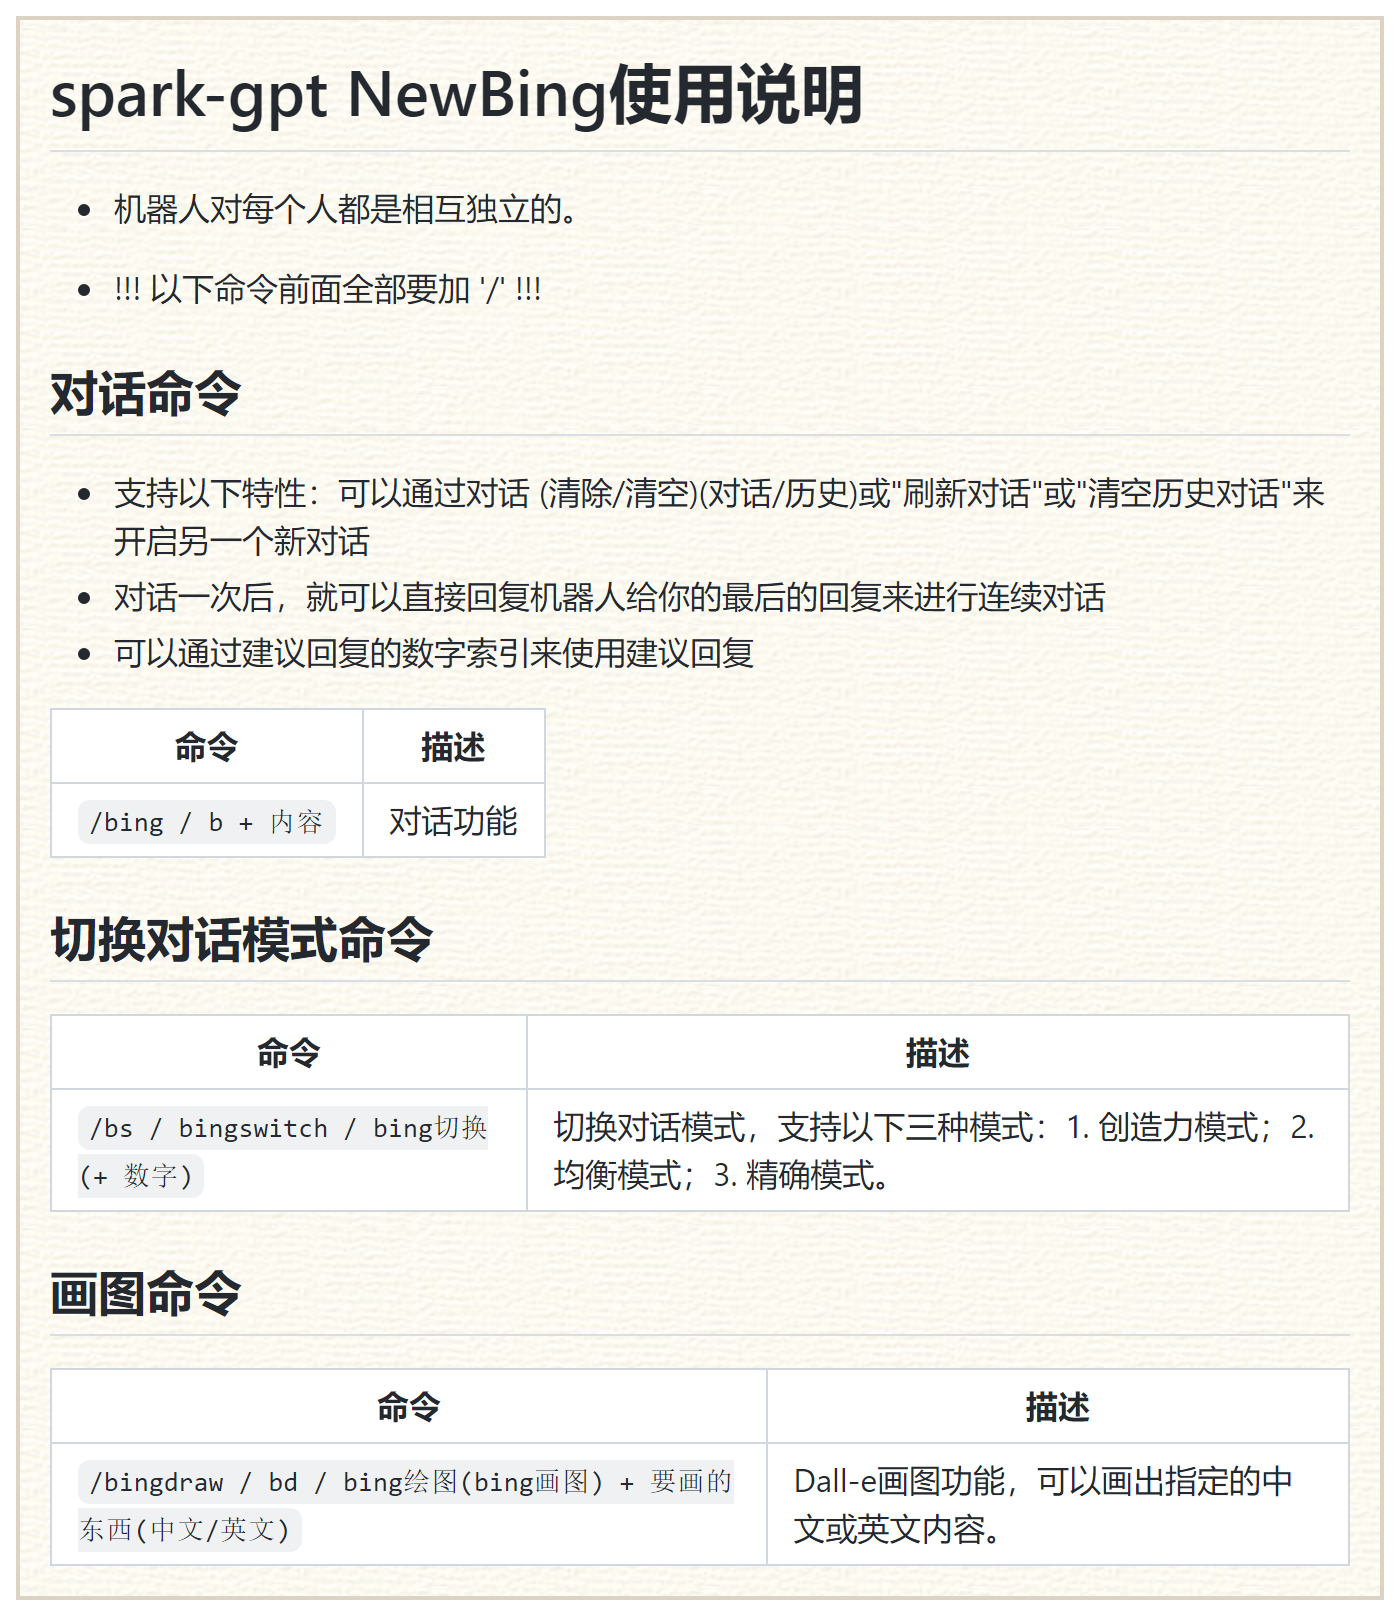 spark-gpt NewBing使用说明
机器人对每个人都是相互独立的。
!!! 以下命令前面全部要加 '/' !!!
对话命令
支持以下特性：可以通过对话 (清除/清空)(对话/历史)或"刷新对话"或"清空历史对话"来
开启另一个新对话
对话一次后，就可以直接回复机器人给你的最后的回复来进行连续对话
可以通过建议回复的数字索引来使用建议回复
命令 描述
/bing / b + 内容 对话功能
切换对话模式命令
命令 描述
/bs / bingswitch / bing切换
(+ 数字)
切换对话模式，支持以下三种模式：1. 创造力模式；2.
均衡模式；3. 精确模式。
画图命令
命令 描述
/bingdraw / bd / bing绘图(bing画图) + 要画的
东西(中文/英文)
Dall-e画图功能，可以画出指定的中
文或英文内容。